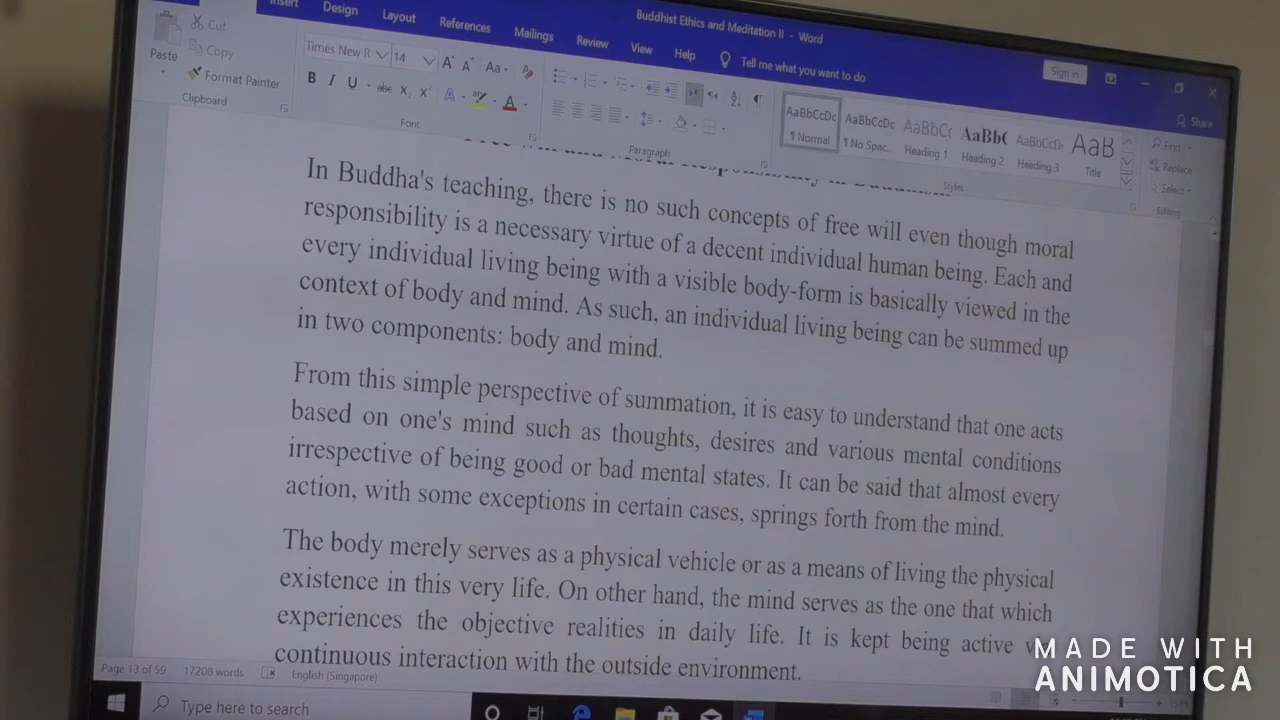 Insert Design Layout References Mailings Review View Help Tell me what you want to do
Buddhist Ethics and Meditation II - Word
Sign in
Share
Cut
Copy
Format Painter
Paste
Clipboard
Times New R 14
Font
Paragraph
AaBbCcDc AaBbCcDc AaBbCc AaBb( AaBbCcD AaB
¶ Normal ¶ No Spac... Heading 1 Heading 2 Heading 3 Title
Styles
Find
Replace
Select
Editing
In Buddha's teaching, there is no such concepts of free will even though moral
responsibility is a necessary virtue of a decent individual human being. Each and
every individual living being with a visible body-form is basically viewed in the
context of body and mind. As such, an individual living being can be summed up
in two components: body and mind.
From this simple perspective of summation, it is easy to understand that one acts
based on one's mind such as thoughts, desires and various mental conditions
irrespective of being good or bad mental states. It can be said that almost every
action, with some exceptions in certain cases, springs forth from the mind.
The body merely serves as a physical vehicle or as a means of living the physical
existence in this very life. On other hand, the mind serves as the one that which
experiences the objective realities in daily life. It is kept being active
continuous interaction with the outside environment.
Page 13 of 59 17208 words English (Singapore)
Type here to search
MADE WITH
ANIMOTICA